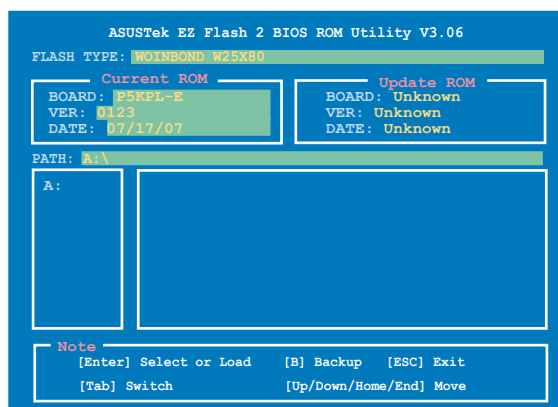 ASUSTek EZ Flash 2 BIOS ROM Utility V3.06
FLASH TYPE: WOINBOND W25X80
Current ROM
BOARD: P5KPL-E
VER: 0123
DATE: 07/17/07
Update ROM
BOARD: Unknown
VER: Unknown
DATE: Unknown
PATH: A:\
A:
Note
[Enter] Select or Load [B] Backup [ESC] Exit
[Tab] Switch [Up/Down/Home/End] Move